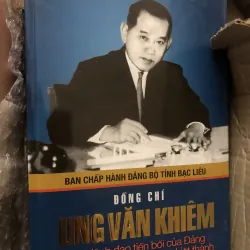 BAN CHẤP HÀNH ĐẢNG BỘ TỈNH BẠC LIÊU
ĐỒNG CHÍ
UNG VĂN KHIÊM
đạo tiền bối của Đảng